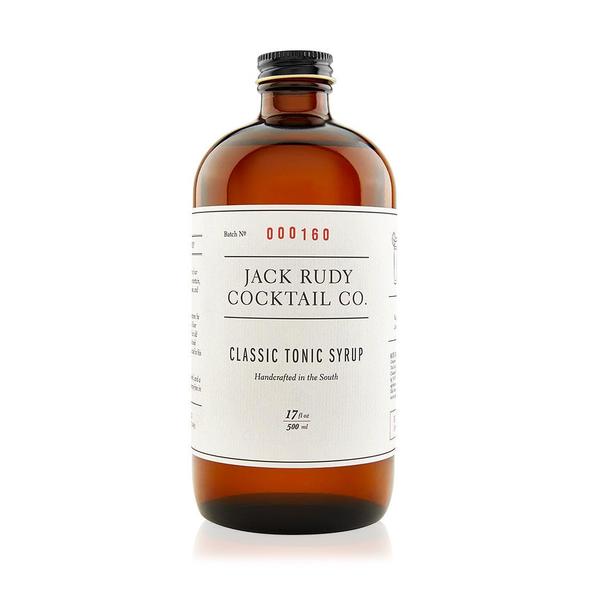 Batch Nº 000160
JACK RUDY
COCKTAIL CO.
CLASSIC TONIC SYRUP
Handcrafted in the South
17 fl oz
500 ml